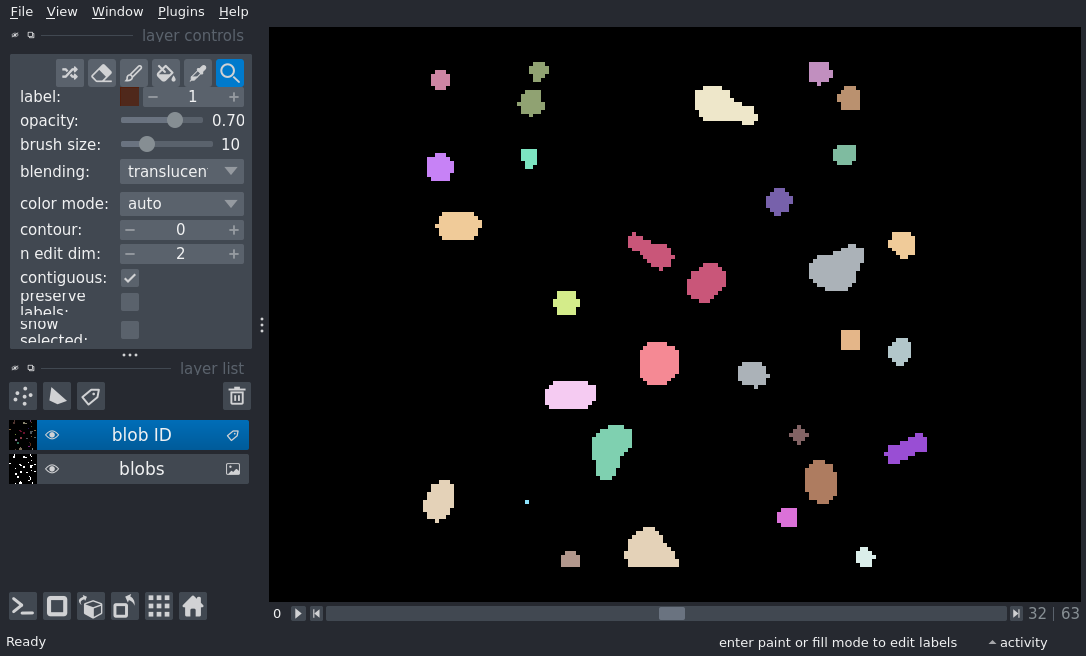 File View Window Plugins Help
layer controls
label: 1
opacity: 0.70
brush size: 10
blending: translucen
color mode: auto
contour: 0
n edit dim: 2
contiguous:
preserve
labels:
show
selected:
layer list
blob ID
blobs
0 32 | 63
Ready enter paint or fill mode to edit labels activity